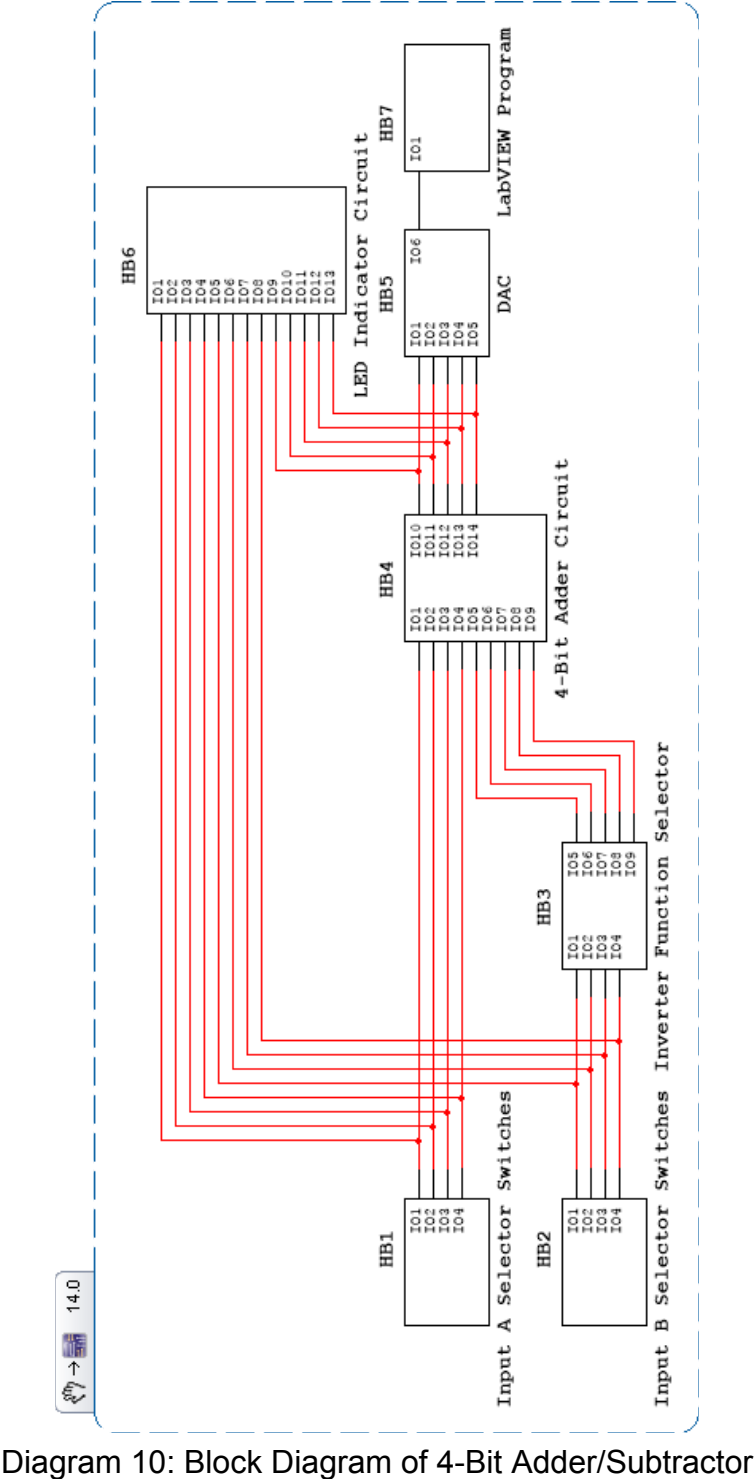 14.0
HB1
IO1
IO2
IO3
IO4
Input A Selector Switches
HB2
IO1
IO2
IO3
IO4
Input B Selector Switches
HB3
IO1
IO2
IO3
IO4
IO5
IO6
IO7
IO8
IO9
Inverter Function Selector
HB4
IO1
IO2
IO3
IO4
IO5
IO6
IO7
IO8
IO9
IO10
IO11
IO12
IO13
IO14
4-Bit Adder Circuit
HB6
IO1
IO2
IO3
IO4
IO5
IO6
IO7
IO8
IO9
IO10
IO11
IO12
IO13
LED Indicator Circuit
HB5
IO1
IO2
IO3
IO4
IO5
IO6
DAC
HB7
IO1
LabVIEW Program
Diagram 10: Block Diagram of 4-Bit Adder/Subtractor